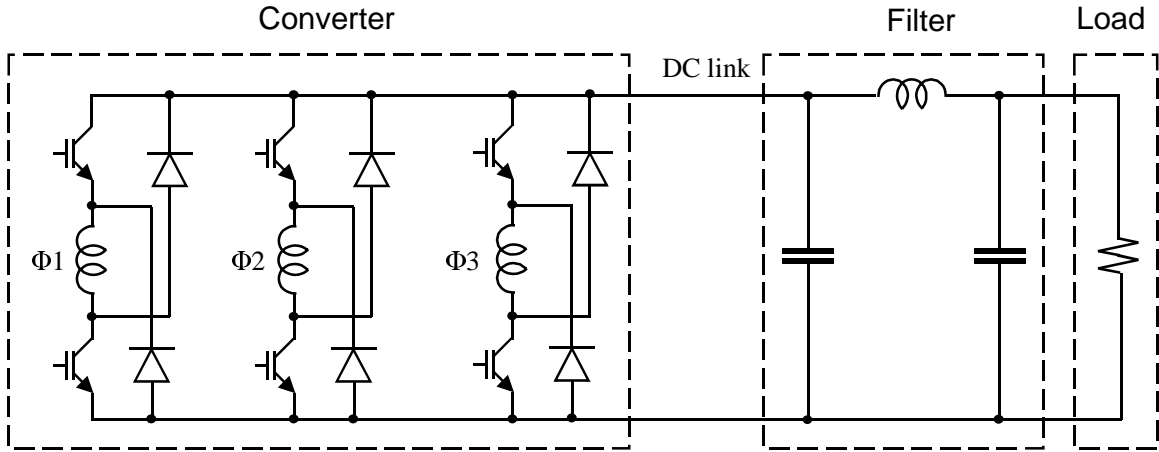 Converter
Filter
Load
DC link
Φ1
Φ2
Φ3